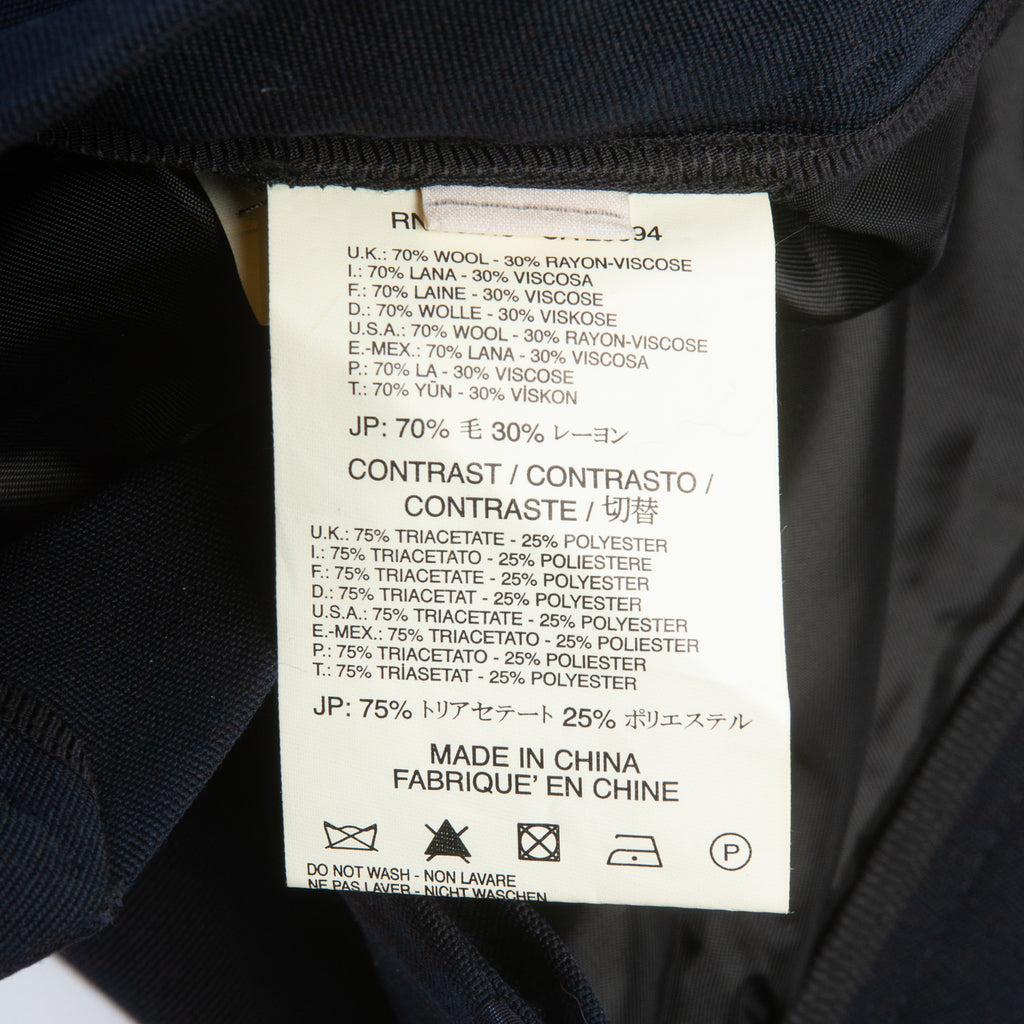 U.K.: 70% WOOL - 30% RAYON-VISCOSE
I.: 70% LANA - 30% VISCOSA
F.: 70% LAINE - 30% VISCOSE
D.: 70% WOLLE - 30% VISKOSE
U.S.A.: 70% WOOL - 30% RAYON-VISCOSE
E.-MEX.: 70% LANA - 30% VISCOSA
P.: 70% LA - 30% VISCOSE
T.: 70% YŪN - 30% VİSKON
JP: 70% 毛 30% レーヨン
CONTRAST / CONTRASTO /
CONTRASTE / 切替
U.K.: 75% TRIACETATE - 25% POLYESTER
I.: 75% TRIACETATO - 25% POLIESTERE
F.: 75% TRIACETATE - 25% POLYESTER
D.: 75% TRIACETAT - 25% POLYESTER
U.S.A.: 75% TRIACETATE - 25% POLYESTER
E.-MEX.: 75% TRIACETATO - 25% POLIESTER
P.: 75% TRIACETATO - 25% POLIESTER
T.: 75% TRİASETAT - 25% POLYESTER
JP: 75% トリアセテート 25% ポリエステル
MADE IN CHINA
FABRIQUE' EN CHINE
P
DO NOT WASH - NON LAVARE
NE PAS LAVER - NICHT WASCHEN